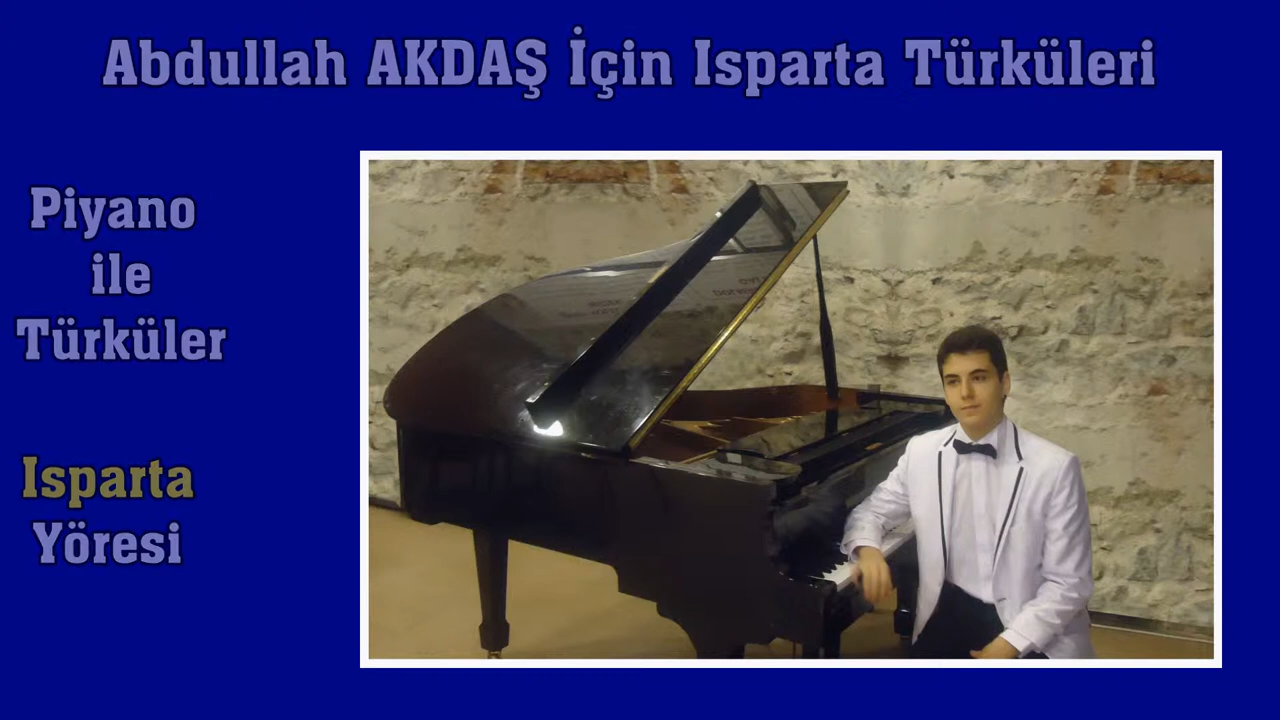 Abdullah AKDAŞ İçin Isparta Türküleri
Piyano
ile
Türküler
Isparta
Yöresi